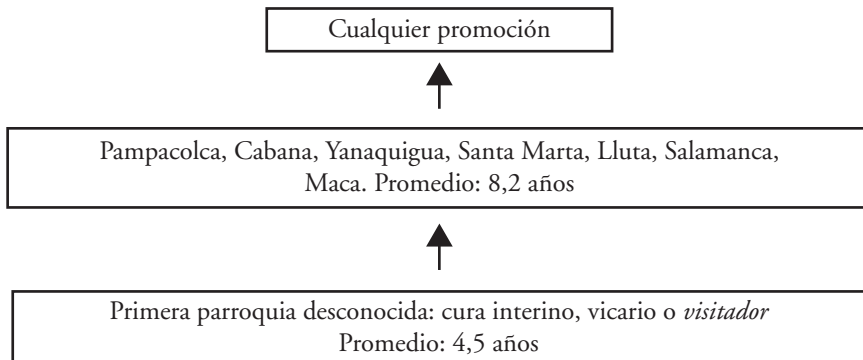 Cualquier promoción
Pampacolca, Cabana, Yanaquigua, Santa Marta, Lluta, Salamanca,
Maca. Promedio: 8,2 años
Primera parroquia desconocida: cura interino, vicario o visitador
Promedio: 4,5 años